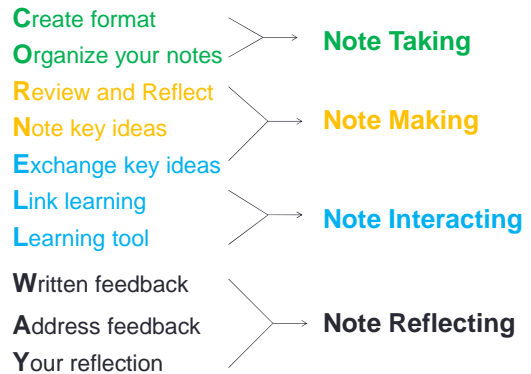 Create format
Organize your notes
Note Taking
Review and Reflect
Note key ideas
Exchange key ideas
Note Making
Link learning
Learning tool
Note Interacting
Written feedback
Address feedback
Your reflection
Note Reflecting